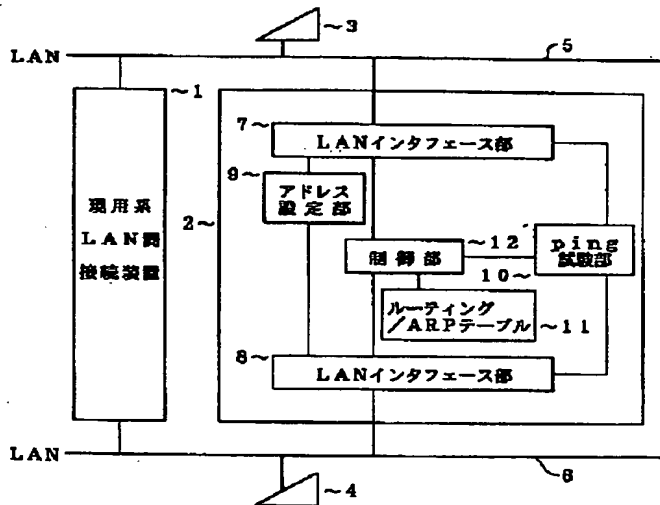 ~3
LAN
5
~1
7~
LANインタフェース部
9~
アドレス
設定部
現用系
LAN間
接続装置
2~
~12
ping
試験部
制御部
10~
ルーティング
/ARPテーブル
~11
8~
LANインタフェース部
LAN
6
~4